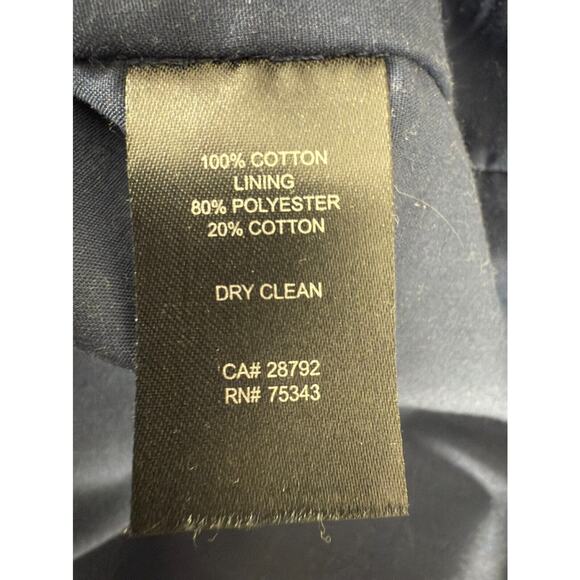 100% COTTON
LINING
80% POLYESTER
20% COTTON
DRY CLEAN
CA# 28792
RN# 75343